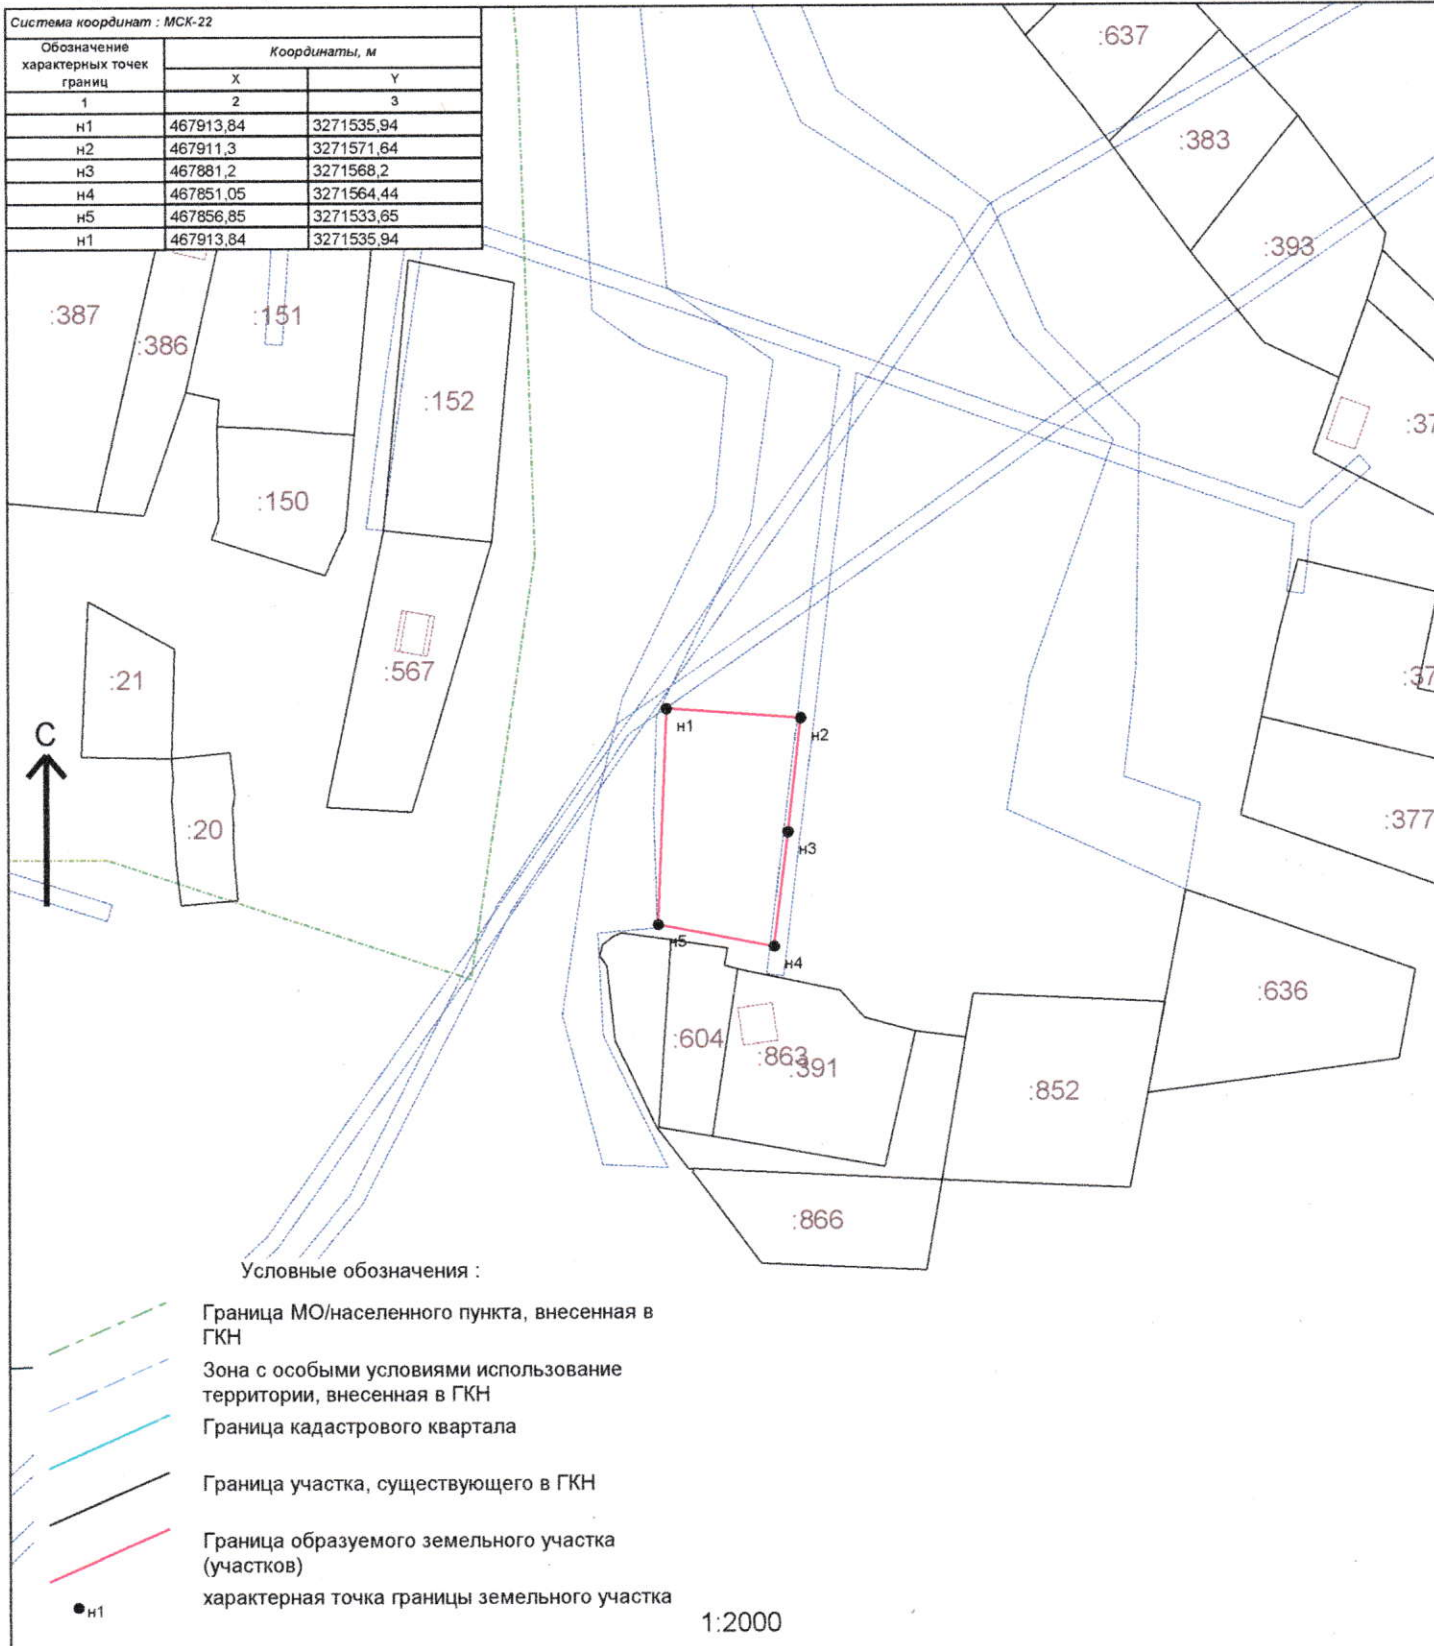 Система координат : МСК-22
Обозначение характерных точек границ
Координаты, м
X Y
1 2 3
н1 467913,84 3271535,94
н2 467911,3 3271571,64
н3 467881,2 3271568,2
н4 467851,05 3271564,44
н5 467856,85 3271533,65
н1 467913,84 3271535,94
:637
:383
:393
:387
:386
:151
:152
:150
:567
:21
:20
С
н1
н2
н3
н4
н5
:377
:636
:604
:863
:391
:852
:866
Условные обозначения :
Граница МО/населенного пункта, внесенная в
ГКН
Зона с особыми условиями использование
территории, внесенная в ГКН
Граница кадастрового квартала
Граница участка, существующего в ГКН
Граница образуемого земельного участка
(участков)
н1 характерная точка границы земельного участка
1:2000